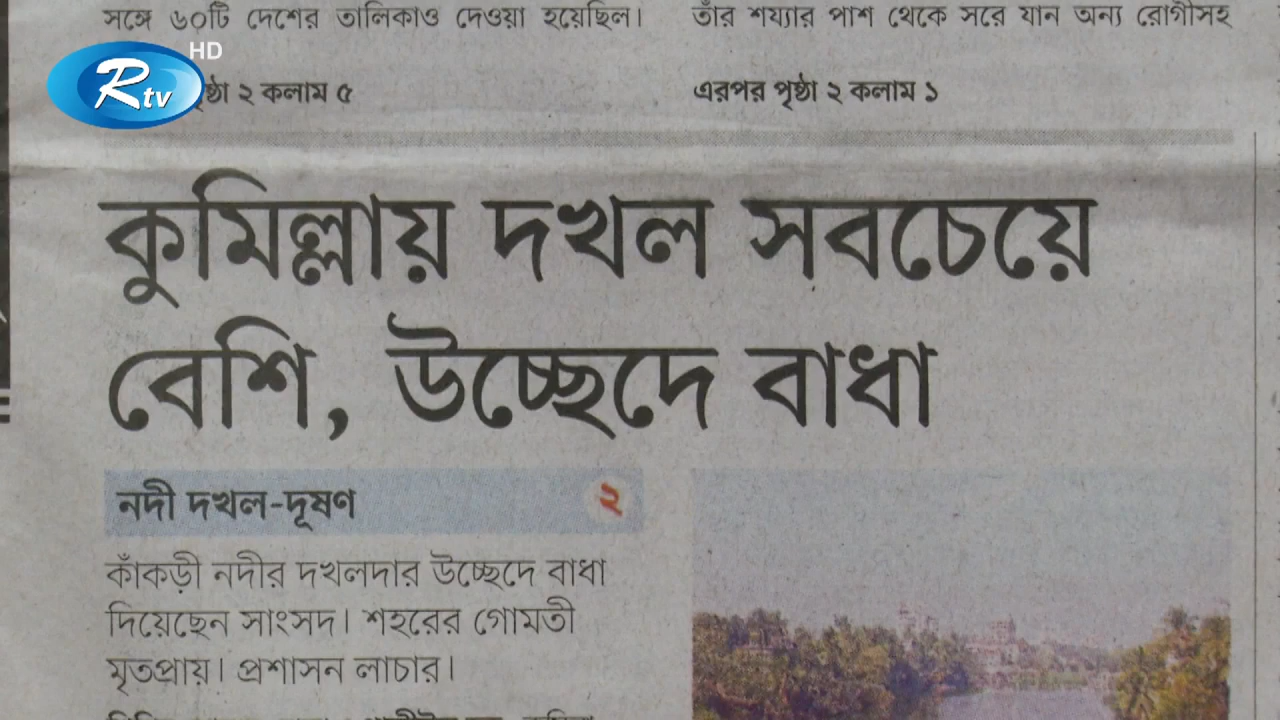 সঙ্গে ৬০টি দেশের তালিকাও দেওয়া হয়েছিল।
তাঁর শয্যার পাশ থেকে সরে যান অন্য রোগীসহ
Rtv HD
পৃষ্ঠা ২ কলাম ৫
এরপর পৃষ্ঠা ২ কলাম ১
কুমিল্লায় দখল সবচেয়ে
বেশি, উচ্ছেদে বাধা
নদী দখল-দূষণ ২
কাঁকড়ী নদীর দখলদার উচ্ছেদে বাধা
দিয়েছেন সাংসদ। শহরের গোমতী
মৃতপ্রায়। প্রশাসন লাচার।